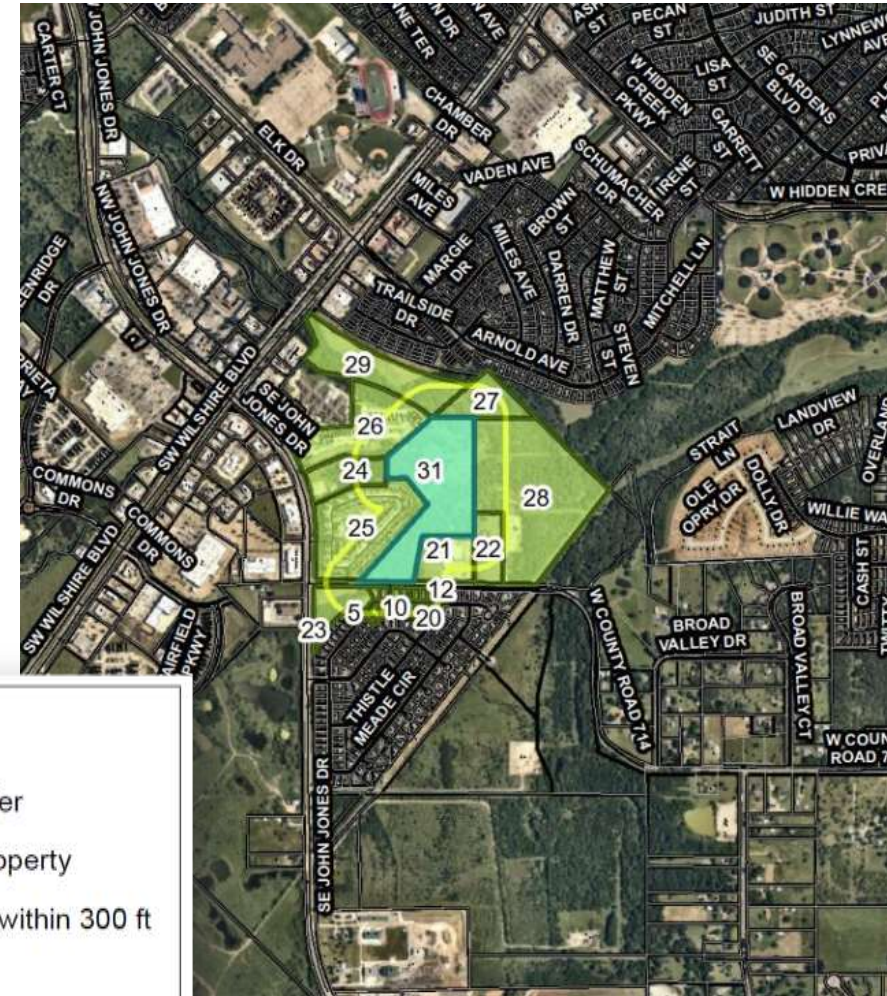 CARTER CT
W JOHN JONES DR
NE TER
PECAN
ST
JUDITH ST
W HIDDEN
CREEK
PKWY
LISA
ST
SE GARDENS
BLVD
GARRETT
ST
CHAMBER
DR
ELK DR
VADEN AVE
SCHUMACHER
DR
IRENE
ST
W HIDDEN CRE
MILES
AVE
BROWN
ST
NW JOHN JONES DR
MARGIE
DR
MILES AVE
DARREN DR
MATTHEW
ST
MITCHELL LN
ENRIDGE
DR
TRAILSIDE
DR
ARNOLD AVE
STEVEN
ST
SW WILSHIRE BLVD
SE JOHN
JONES DR
29
27
26
24
31
28
25
21
22
12
5
10
20
23
COMMONS
DR
COMMONS
DR
SW WILSHIRE BLVD
AIRFIELD
PKWY
STRAIT
LN
LANDVIEW
DR
OLE
OPRY DR
DOLLY DR
WILLIE WA
CASH ST
THISTLE
MEADE CIR
W COUNTY ROAD 714
BROAD
VALLEY DR
BROAD VALLEY CT
W COUN
ROAD 7
SE JOHN JONES DR
er
operty
within 300 ft